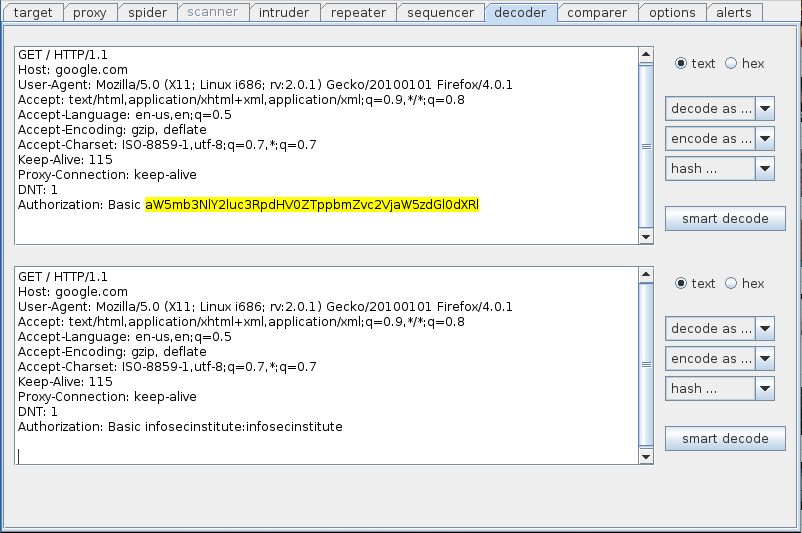 target proxy spider scanner intruder repeater sequencer decoder comparer options alerts
GET / HTTP/1.1
Host: google.com
User-Agent: Mozilla/5.0 (X11; Linux i686; rv:2.0.1) Gecko/20100101 Firefox/4.0.1
Accept: text/html,application/xhtml+xml,application/xml;q=0.9,*/*;q=0.8
Accept-Language: en-us,en;q=0.5
Accept-Encoding: gzip, deflate
Accept-Charset: ISO-8859-1,utf-8;q=0.7,*;q=0.7
Keep-Alive: 115
Proxy-Connection: keep-alive
DNT: 1
Authorization: Basic aW5mb3NlY2luc3RpdHV0ZTppbmZvc2VjaW5zdGl0dXRl
text hex
decode as ...
encode as ...
hash ...
smart decode
GET / HTTP/1.1
Host: google.com
User-Agent: Mozilla/5.0 (X11; Linux i686; rv:2.0.1) Gecko/20100101 Firefox/4.0.1
Accept: text/html,application/xhtml+xml,application/xml;q=0.9,*/*;q=0.8
Accept-Language: en-us,en;q=0.5
Accept-Encoding: gzip, deflate
Accept-Charset: ISO-8859-1,utf-8;q=0.7,*;q=0.7
Keep-Alive: 115
Proxy-Connection: keep-alive
DNT: 1
Authorization: Basic infosecinstitute:infosecinstitute
text hex
decode as ...
encode as ...
hash ...
smart decode